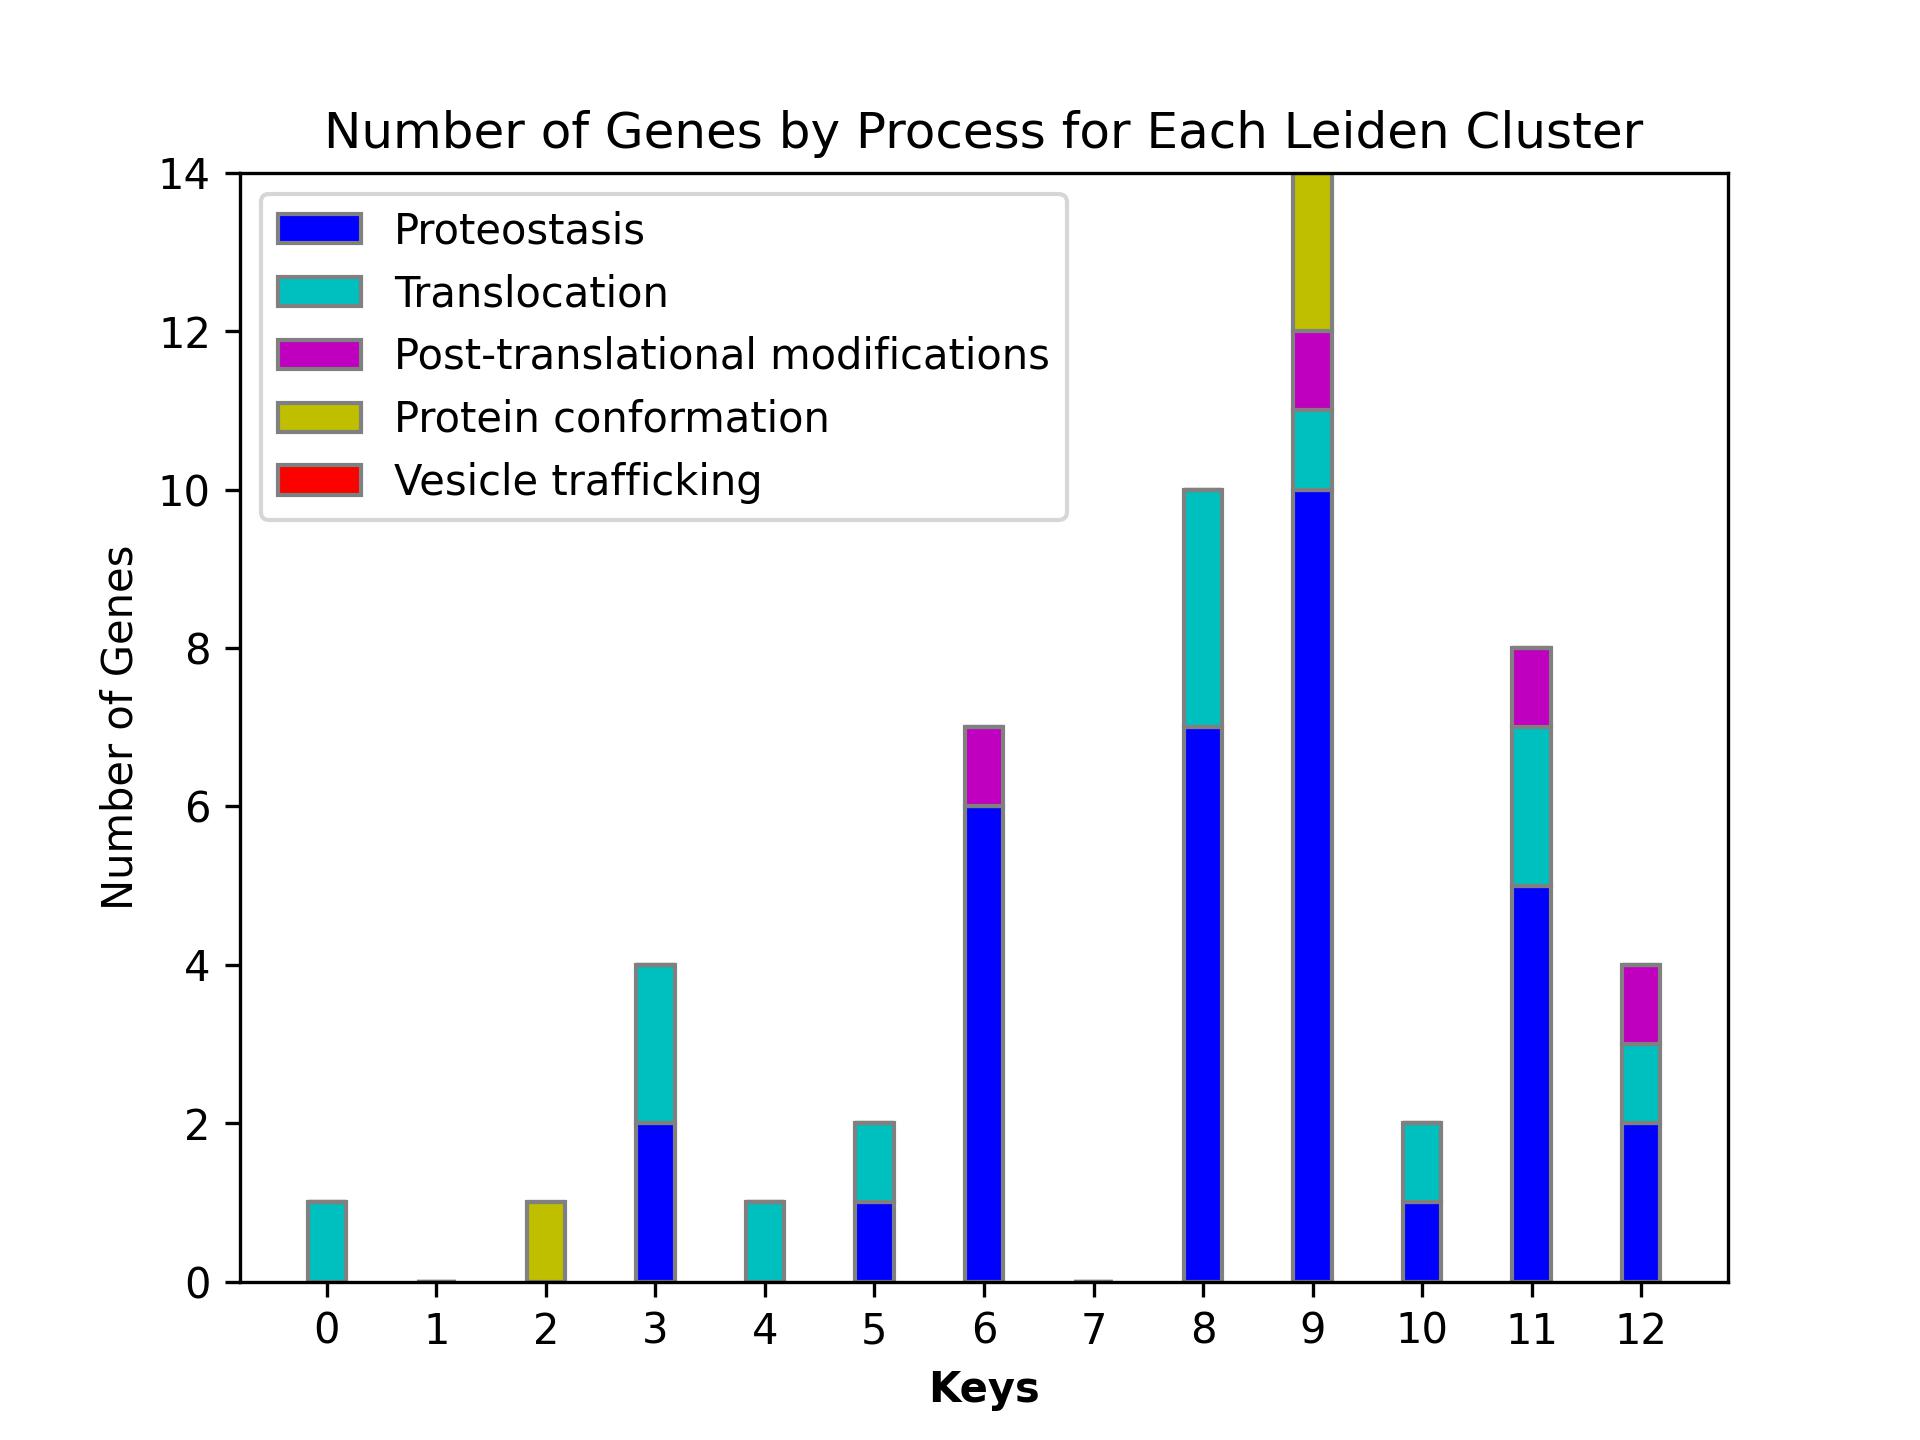 Number of Genes by Process for Each Leiden Cluster
14
12
10
8
6
4
2
0
Number of Genes
Proteostasis
Translocation
Post-translational modifications
Protein conformation
Vesicle trafficking
0 1 2 3 4 5 6 7 8 9 10 11 12
Keys